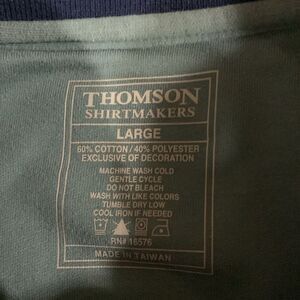 THOMSON
SHIRTMAKERS
LARGE
60% COTTON / 40% POLYESTER
EXCLUSIVE OF DECORATION
MACHINE WASH COLD
GENTLE CYCLE
DO NOT BLEACH
WASH WITH LIKE COLORS
TUMBLE DRY LOW
COOL IRON IF NEEDED
RN# 16576
MADE IN TAIWAN